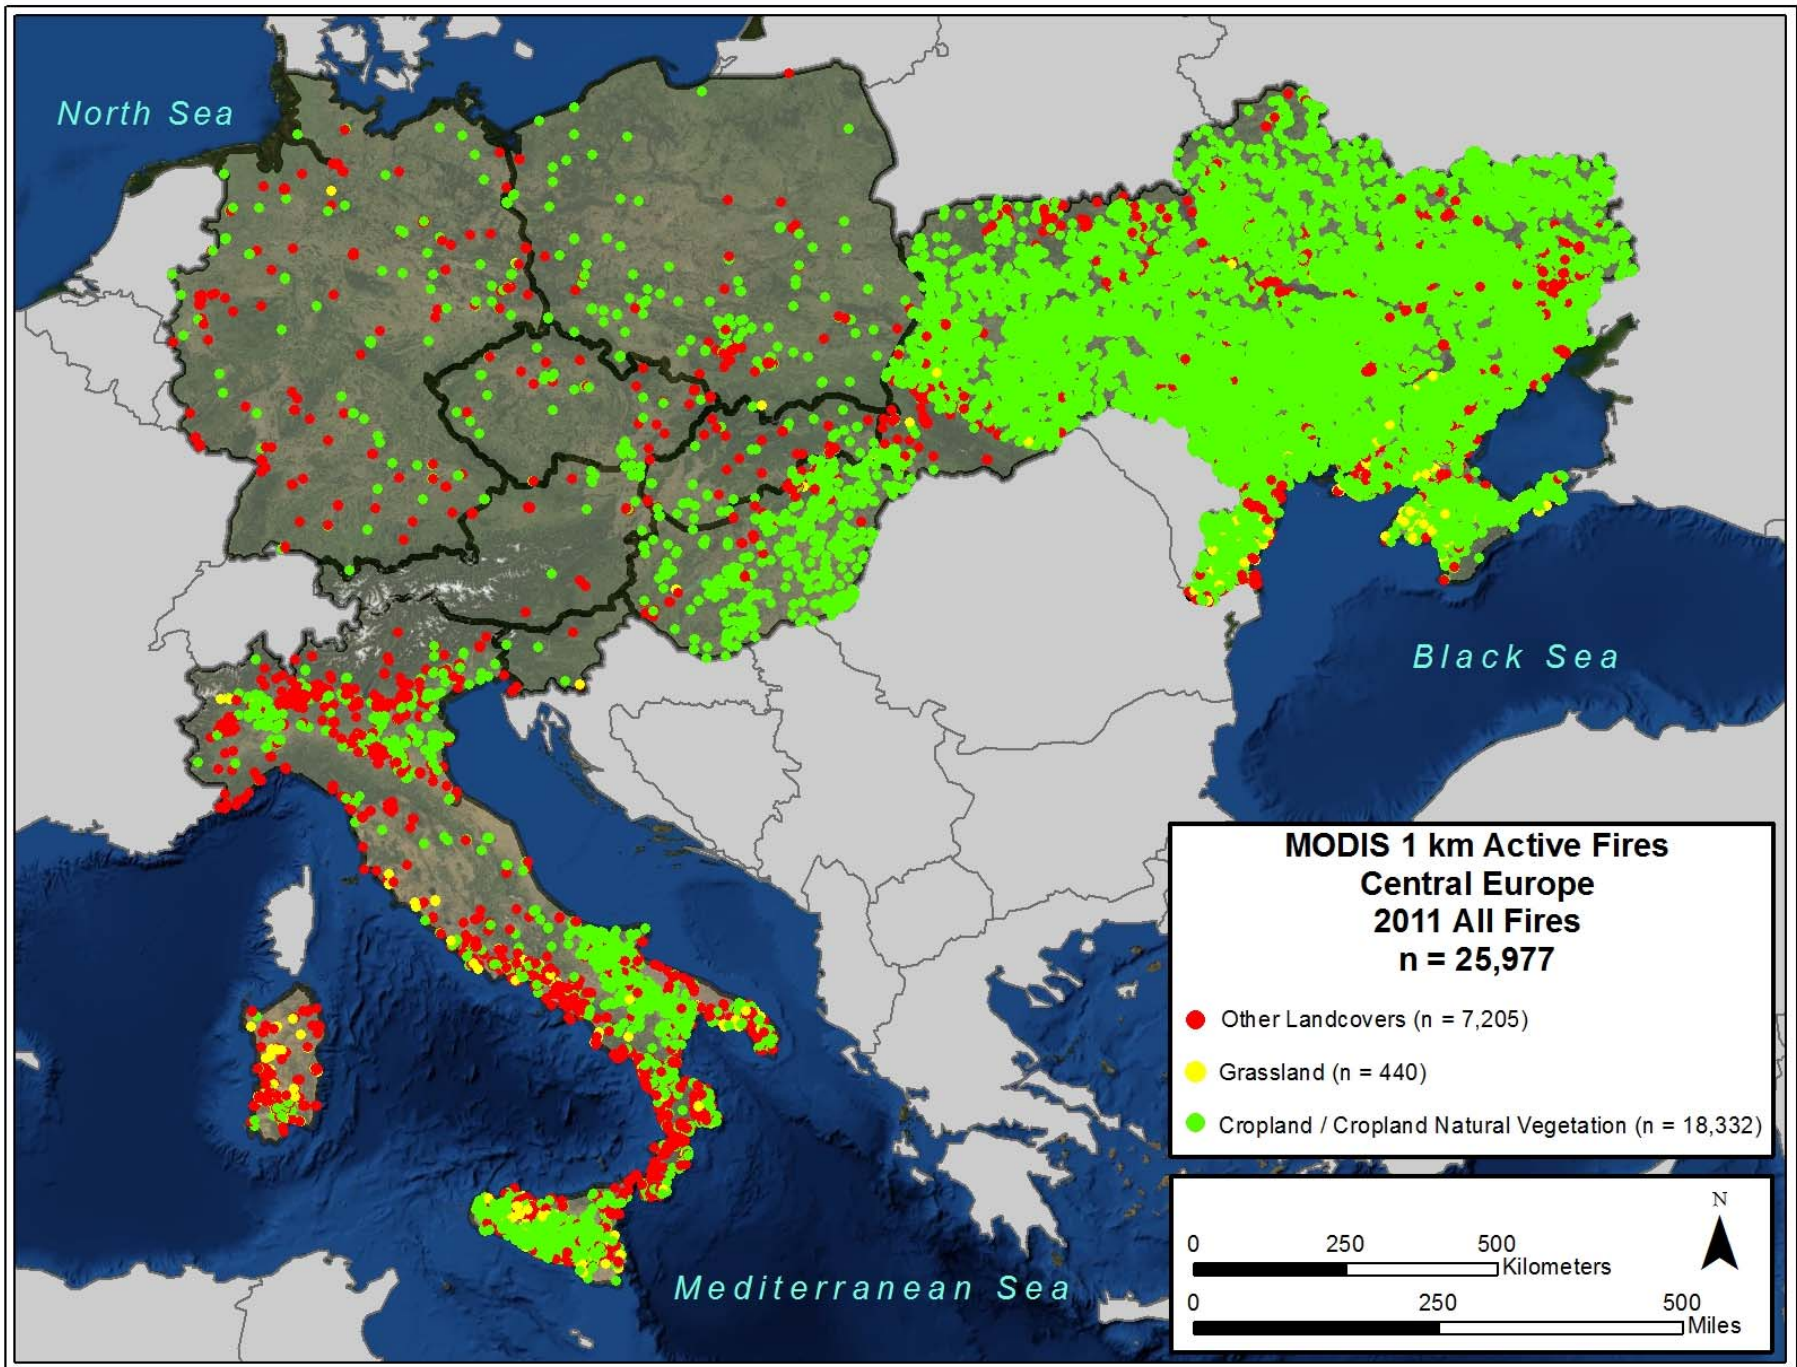 North Sea
Black Sea
Mediterranean Sea
MODIS 1 km Active Fires
Central Europe
2011 All Fires
n = 25,977
Other Landcovers (n = 7,205)
Grassland (n = 440)
Cropland / Cropland Natural Vegetation (n = 18,332)
N
0 250 500
Kilometers
0 250 500
Miles